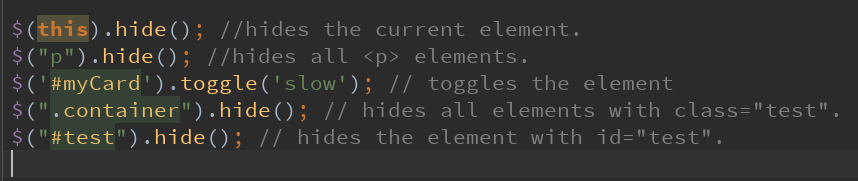 $(this).hide(); //hides the current element.
$("p").hide(); //hides all <p> elements.
$('#myCard').toggle('slow'); // toggles the element
$(".container").hide(); // hides all elements with class="test".
$("#test").hide(); // hides the element with id="test".